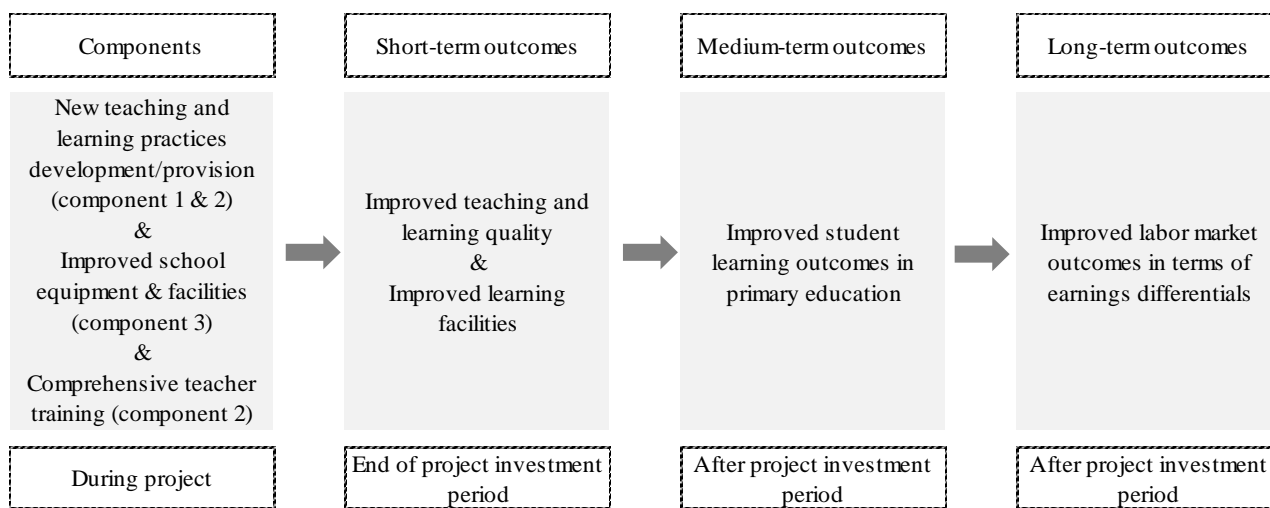 Components
Short-term outcomes
Medium-term outcomes
Long-term outcomes
New teaching and
learning practices
development/provision
(component 1 & 2)
&
Improved school
equipment & facilities
(component 3)
&
Comprehensive teacher
training (component 2)
Improved teaching and
learning quality
&
Improved learning
facilities
Improved student
learning outcomes in
primary education
Improved labor market
outcomes in terms of
earnings differentials
During project
End of project investment
period
After project investment
period
After project investment
period